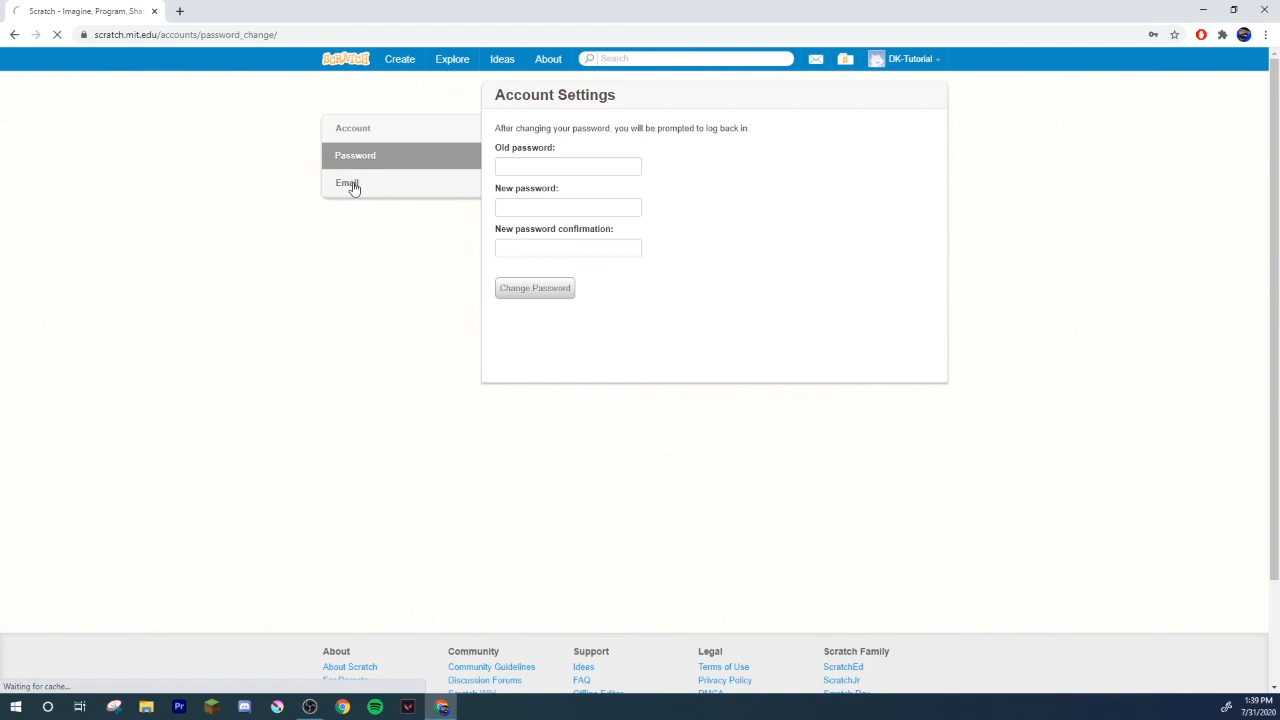 Scratch - Imagine, Program, Shar
scratch.mit.edu/accounts/password_change/
SCRATCH Create Explore Ideas About Search 6 DK-Tutorial
Account Settings
Account
Password
Email
After changing your password, you will be prompted to log back in.
Old password:
New password:
New password confirmation:
Change Password
About Community Support Legal Scratch Family
About Scratch Community Guidelines Ideas Terms of Use ScratchEd
For Parents Discussion Forums FAQ Privacy Policy ScratchJr
Scratch Wiki Offline Editor DMCA Scratch Day
Waiting for cache...
Pr
1:39 PM
7/31/2020